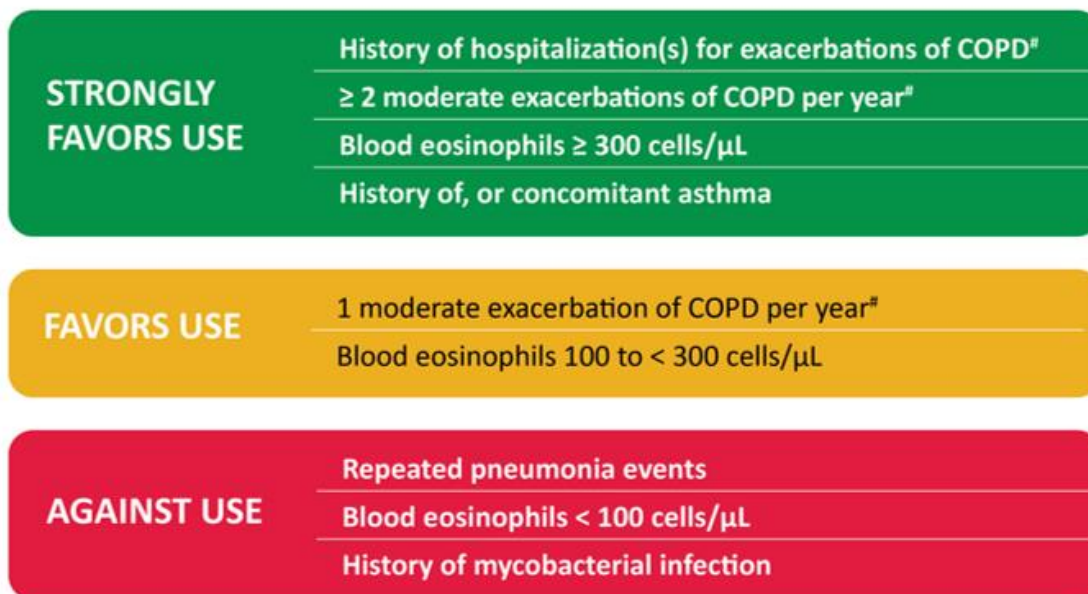 STRONGLY
FAVORS USE
History of hospitalization(s) for exacerbations of COPD#
≥ 2 moderate exacerbations of COPD per year#
Blood eosinophils ≥ 300 cells/µL
History of, or concomitant asthma
FAVORS USE
1 moderate exacerbation of COPD per year#
Blood eosinophils 100 to < 300 cells/µL
AGAINST USE
Repeated pneumonia events
Blood eosinophils < 100 cells/µL
History of mycobacterial infection